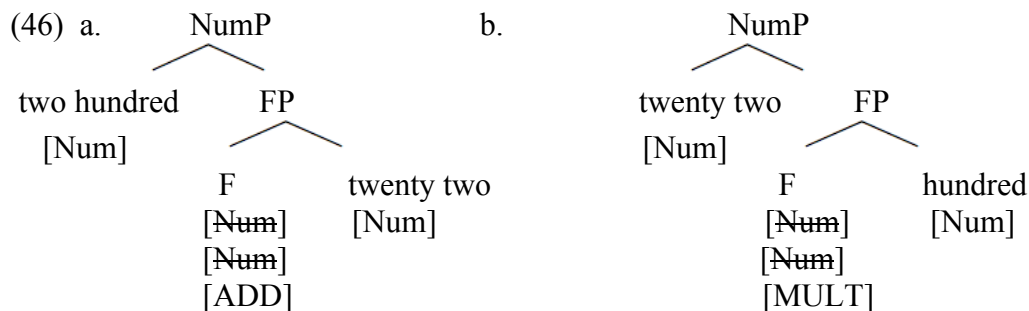 (46) a. NumP b. NumP
two hundred FP twenty two FP
[Num] [Num]
F twenty two F hundred
[Num] [Num] [Num] [Num]
[Num] [Num]
[ADD] [MULT]